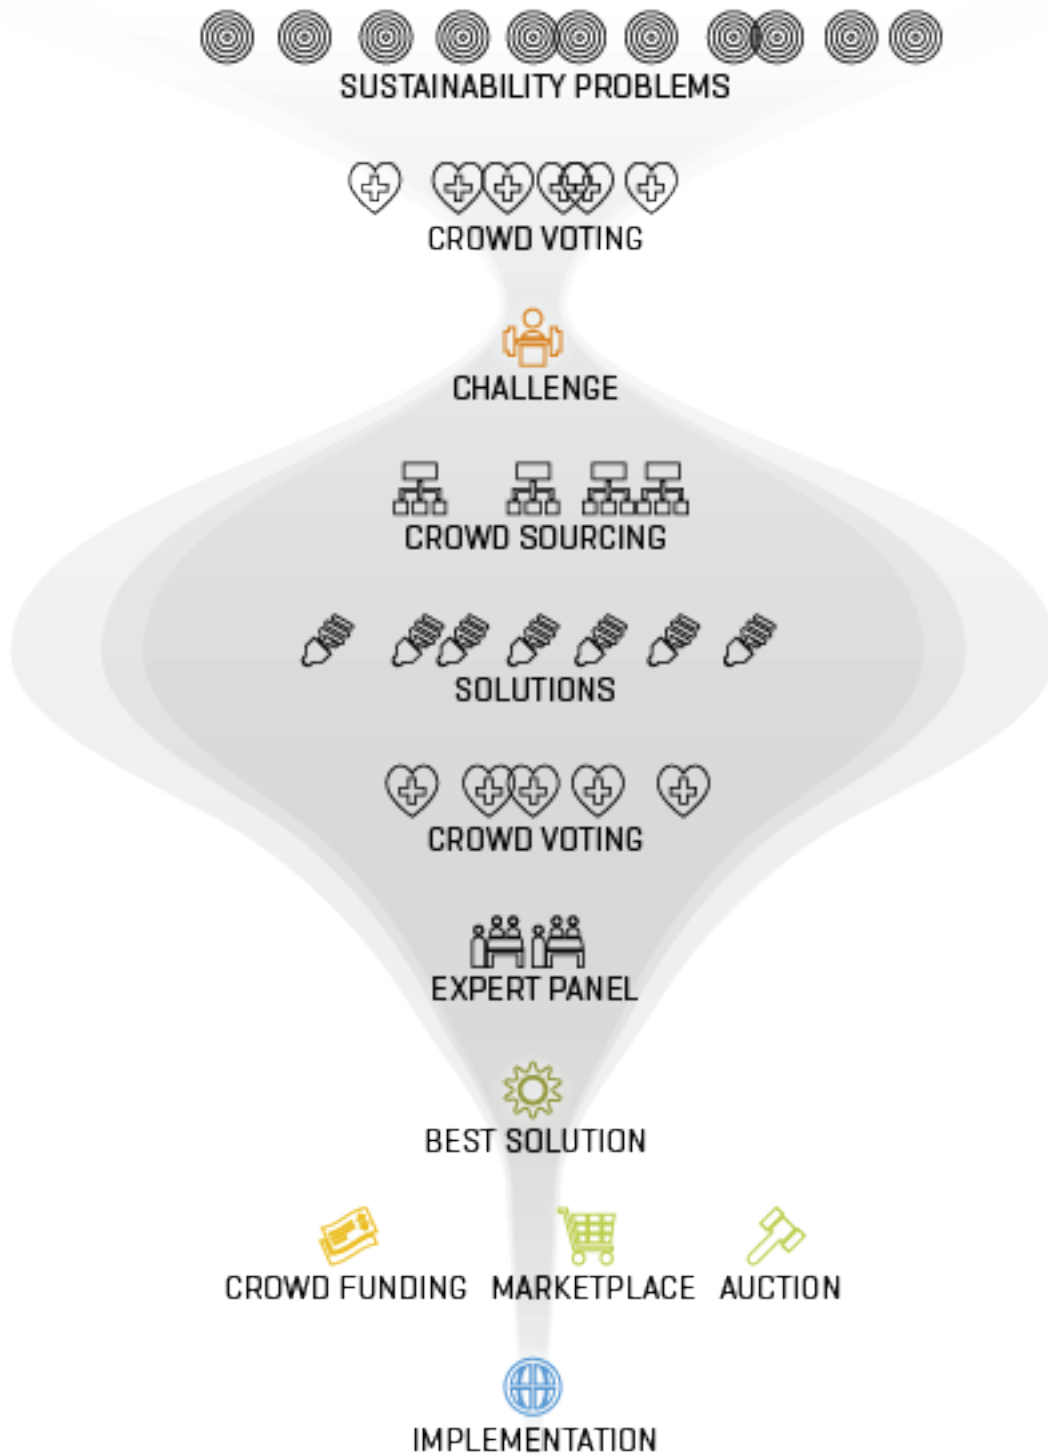 SUSTAINABILITY PROBLEMS
CROWD VOTING
CHALLENGE
CROWD SOURCING
SOLUTIONS
CROWD VOTING
EXPERT PANEL
BEST SOLUTION
CROWD FUNDING MARKETPLACE AUCTION
IMPLEMENTATION